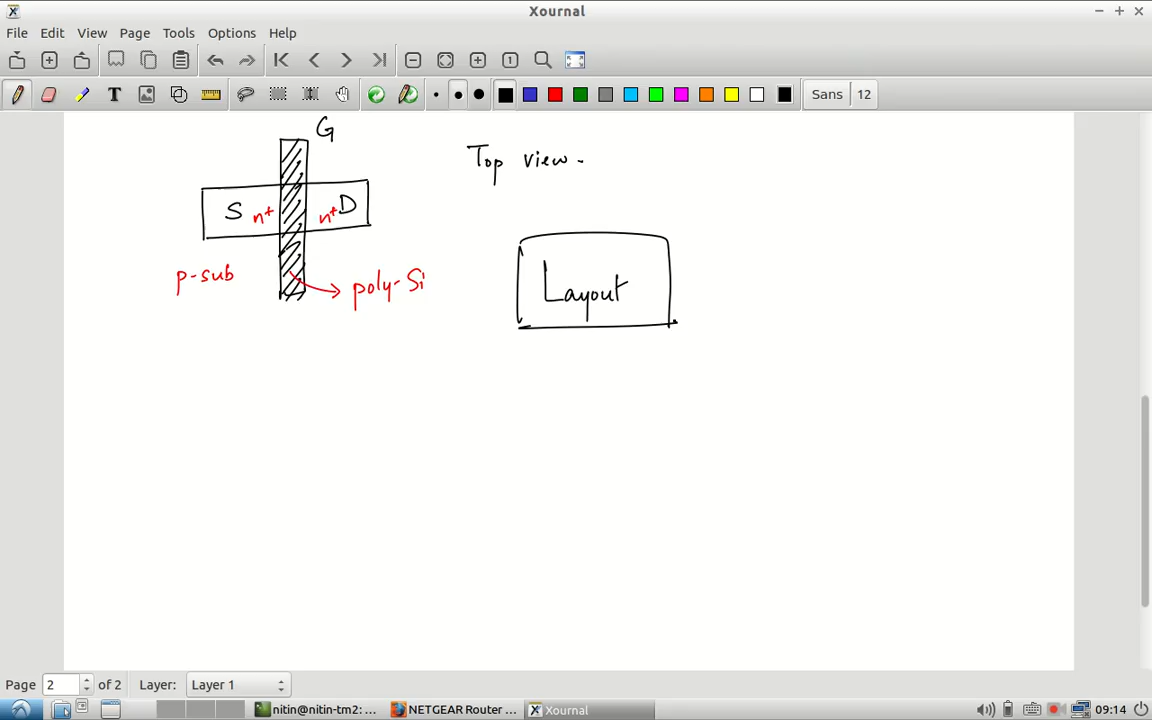 Xournal
File Edit View Page Tools Options Help
Sans 12
G
Top view.
S n+ n+ D
p-sub
poly-Si
Layout
Page 2 of 2 Layer: Layer 1
nitin@nitin-tm2: ... NETGEAR Router ... Xournal 09:14